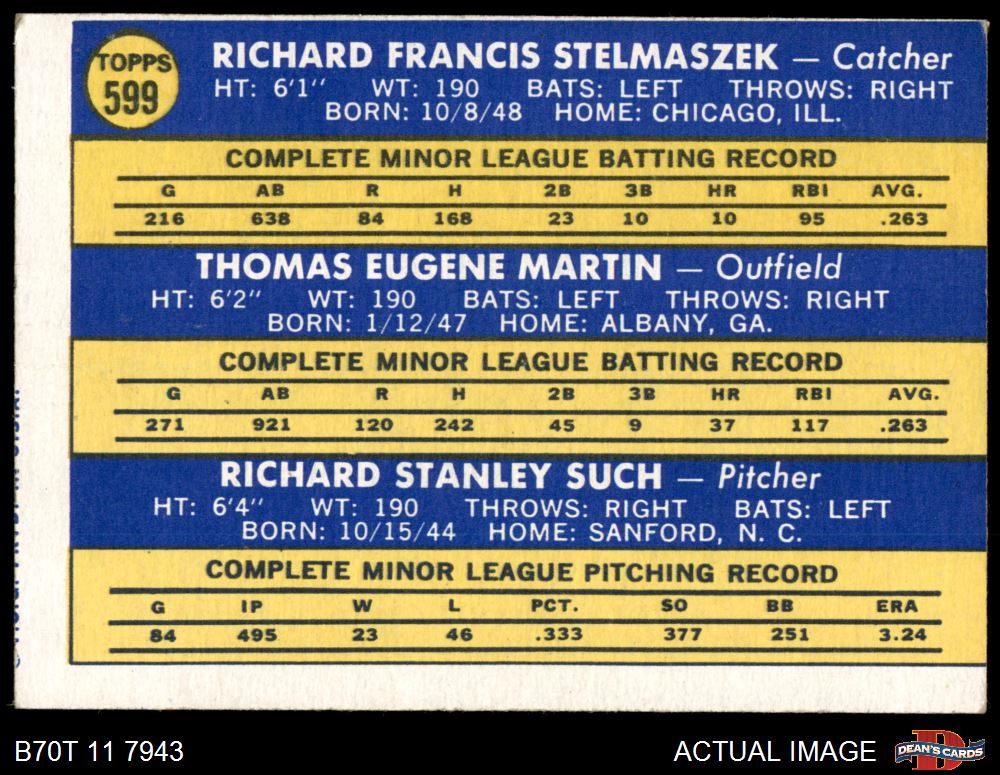 TOPPS
599
RICHARD FRANCIS STELMASZEK — Catcher
HT: 6'1" WT: 190 BATS: LEFT THROWS: RIGHT
BORN: 10/8/48 HOME: CHICAGO, ILL.
COMPLETE MINOR LEAGUE BATTING RECORD
G AB R H 2B 3B HR RBI AVG.
216 638 84 168 23 10 10 95 .263
THOMAS EUGENE MARTIN — Outfield
HT: 6'2" WT: 190 BATS: LEFT THROWS: RIGHT
BORN: 1/12/47 HOME: ALBANY, GA.
COMPLETE MINOR LEAGUE BATTING RECORD
G AB R H 2B 3B HR RBI AVG.
271 921 120 242 45 9 37 117 .263
RICHARD STANLEY SUCH — Pitcher
HT: 6'4" WT: 190 THROWS: RIGHT BATS: LEFT
BORN: 10/15/44 HOME: SANFORD, N. C.
COMPLETE MINOR LEAGUE PITCHING RECORD
G IP W L PCT. SO BB ERA
84 495 23 46 .333 377 251 3.24
B70T 11 7943
ACTUAL IMAGE
DEAN'S CARDS